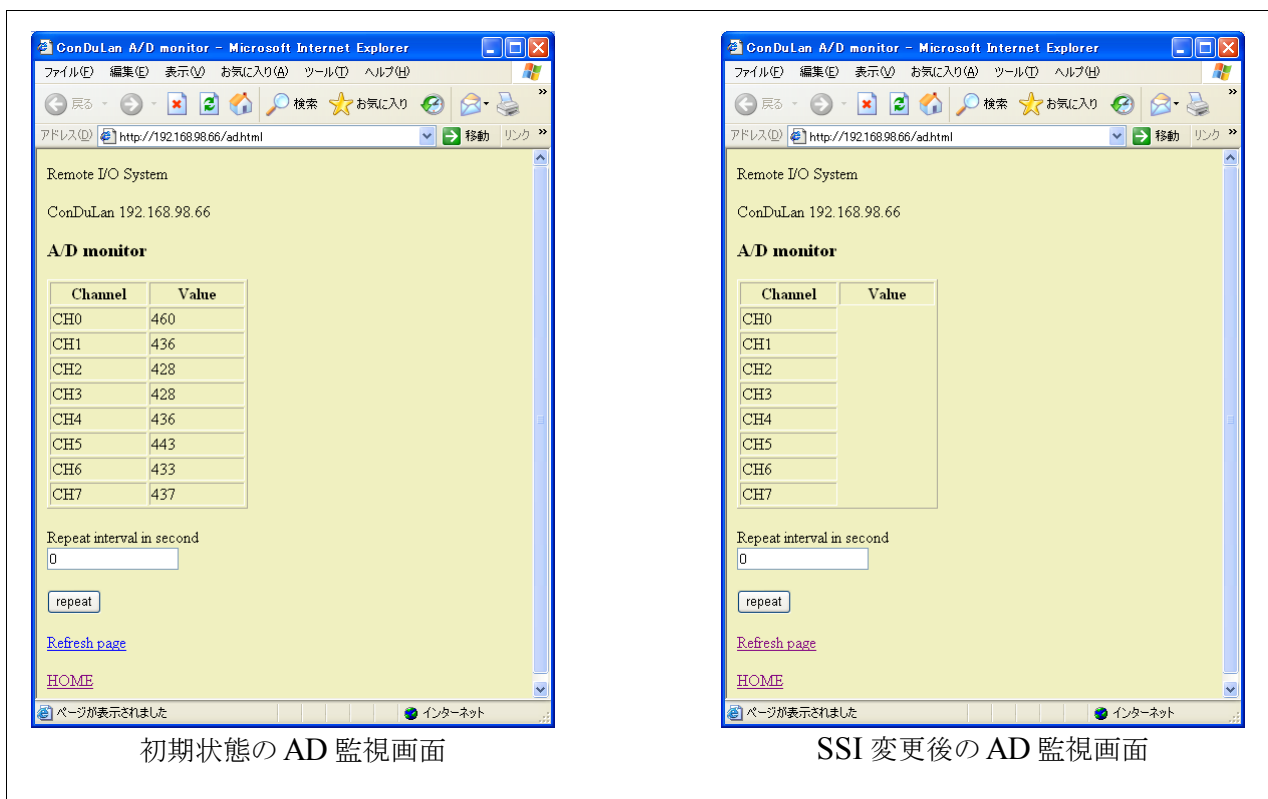 ConDuLan A/D monitor - Microsoft Internet Explorer
ファイル(F) 編集(E) 表示(V) お気に入り(A) ツール(T) ヘルプ(H)
戻る 検索 お気に入り »
アドレス(D) http://192.168.98.66/ad.html 移動 リンク »
Remote I/O System
ConDuLan 192.168.98.66
A/D monitor
Channel Value
CH0 460
CH1 436
CH2 428
CH3 428
CH4 436
CH5 443
CH6 433
CH7 437
Repeat interval in second
0
repeat
Refresh page
HOME
ページが表示されました インターネット
初期状態の AD 監視画面
ConDuLan A/D monitor - Microsoft Internet Explorer
ファイル(F) 編集(E) 表示(V) お気に入り(A) ツール(T) ヘルプ(H)
戻る 検索 お気に入り »
アドレス(D) http://192.168.98.66/ad.html 移動 リンク »
Remote I/O System
ConDuLan 192.168.98.66
A/D monitor
Channel Value
CH0
CH1
CH2
CH3
CH4
CH5
CH6
CH7
Repeat interval in second
0
repeat
Refresh page
HOME
ページが表示されました インターネット
SSI 変更後の AD 監視画面